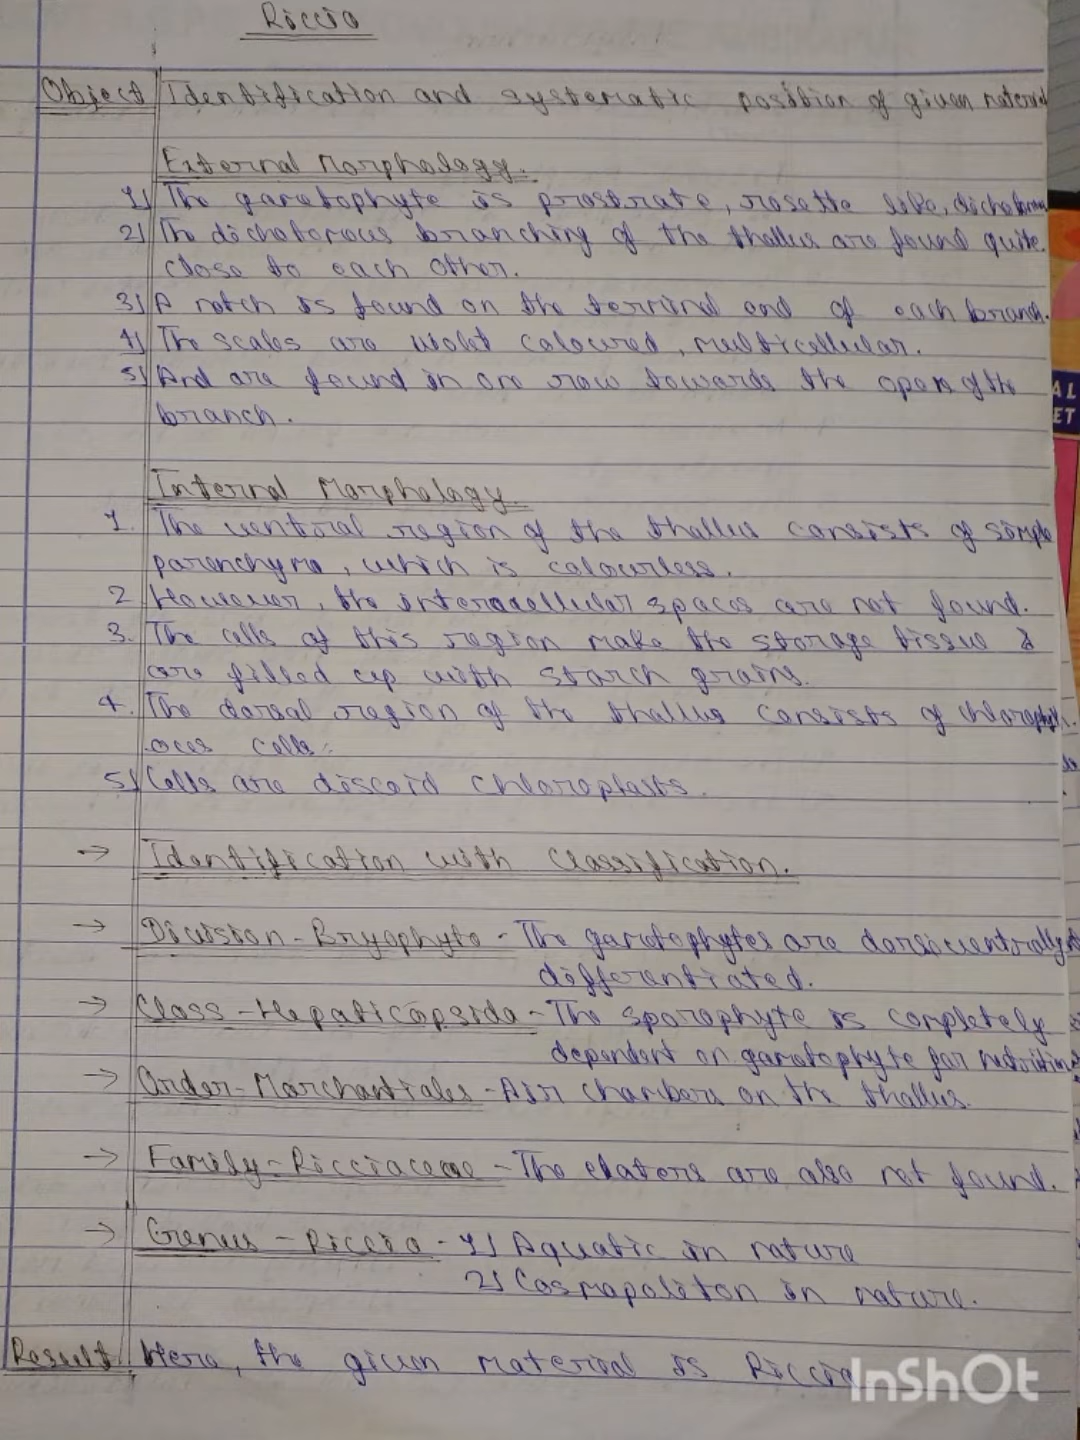 Riccia
Object Identification and systematic position of given material
External Morphology.
1) The gametophyte is prostrate, rosette like,
2) The dichotomous branching of the thallus are found quite
close to each other.
3) A notch is found on the terminal end of each branch.
4) The scales are violet coloured, multicellular.
5) And are found in one row towards the apex of the
branch.
Internal Morphology.
1. The ventral region of the thallus consists of simple
parenchyma, which is colourless.
2 However, the intercellular spaces are not found.
3. The cells of this region make the storage tissue &
are filled up with starch grains.
4. The dorsal region of the thallus consists of chlorophyll
ous cells.
5) Cells are discoid chloroplasts.
→ Identification with Classification.
→ Division - Bryophyta - The gametophytes are dorsiventrally
differentiated.
→ Class - Hepaticopsida - The sporophyte is completely
dependent on gametophyte for nutrition
→ Order - Marchantiales - Air chambers on the thallus.
→ Family - Ricciaceae - The elaters are also not found.
→ Genus - Riccia - 1) Aquatic in nature
2) Cosmopoliton in nature.
Result Here, the given material is Riccia
InShOt
AL
ET